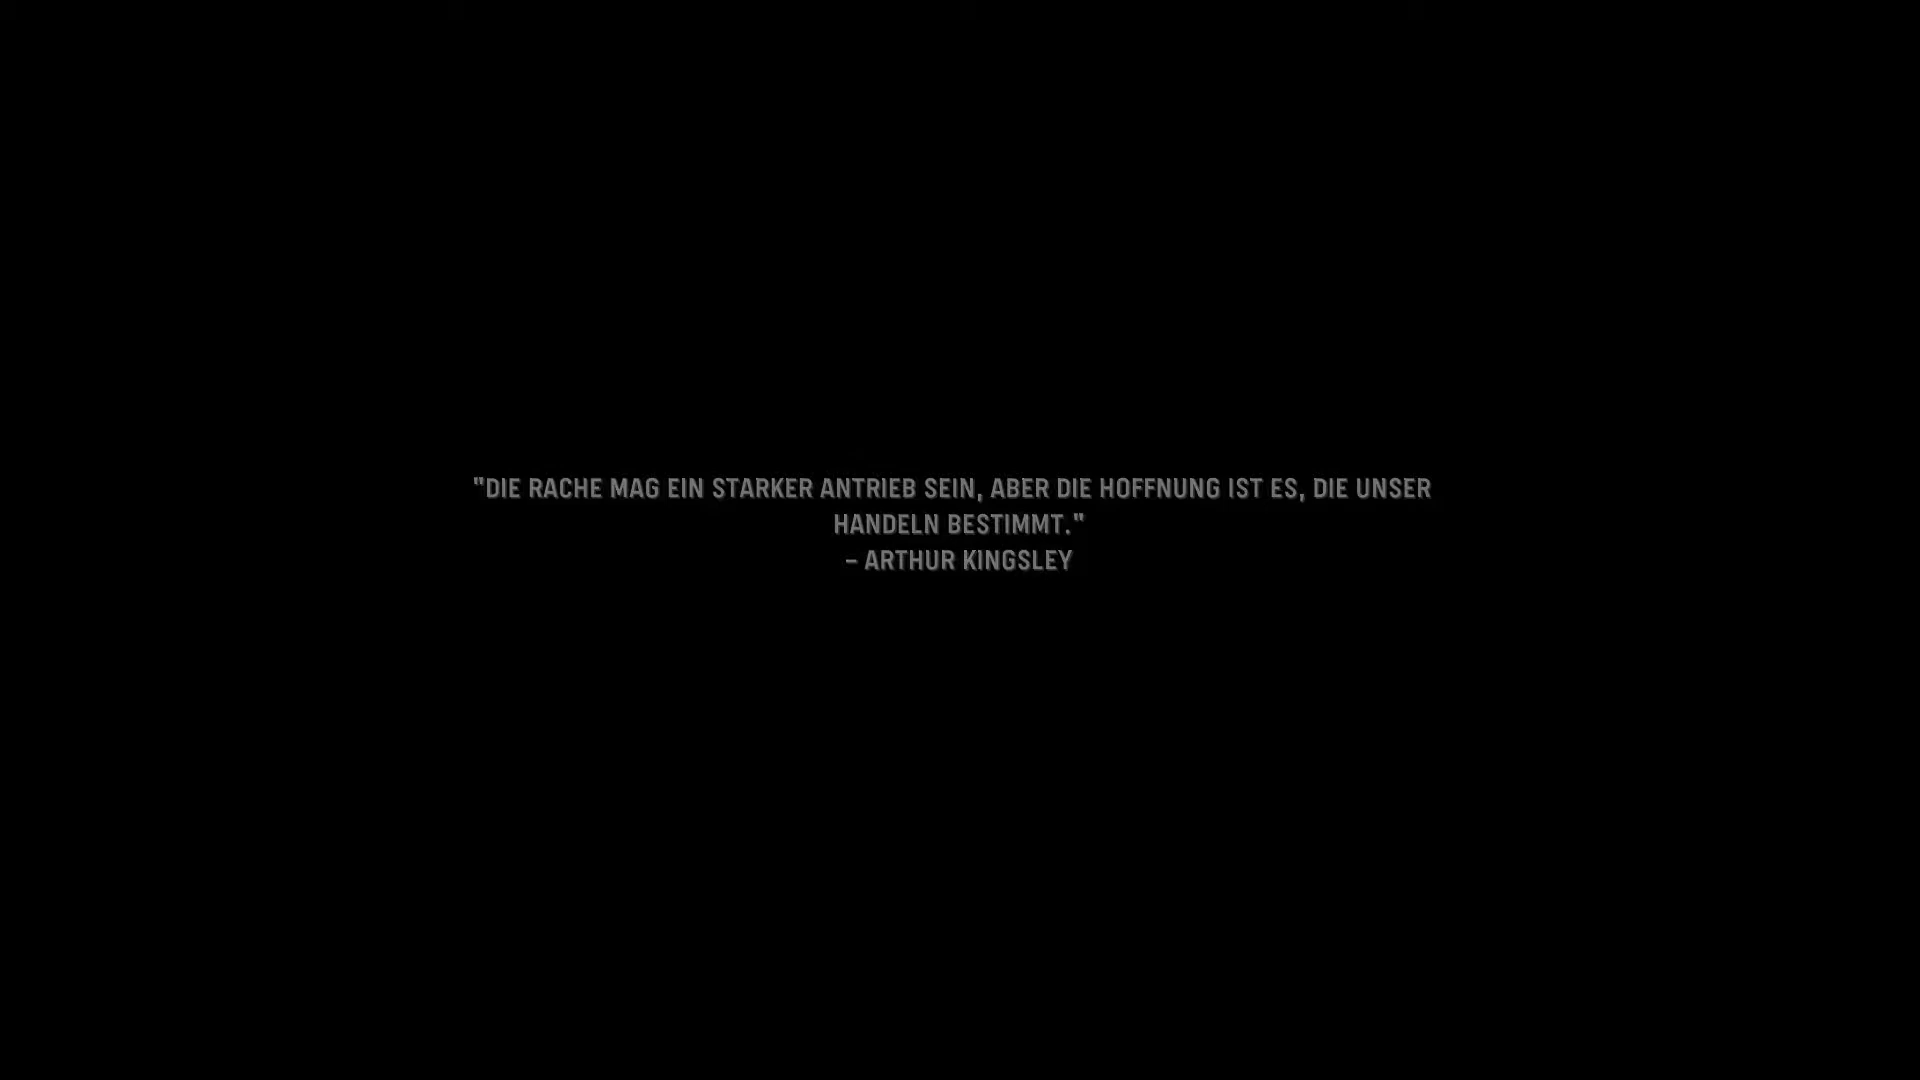 "DIE RACHE MAG EIN STARKER ANTRIEB SEIN, ABER DIE HOFFNUNG IST ES, DIE UNSER
HANDELN BESTIMMT."
– ARTHUR KINGSLEY